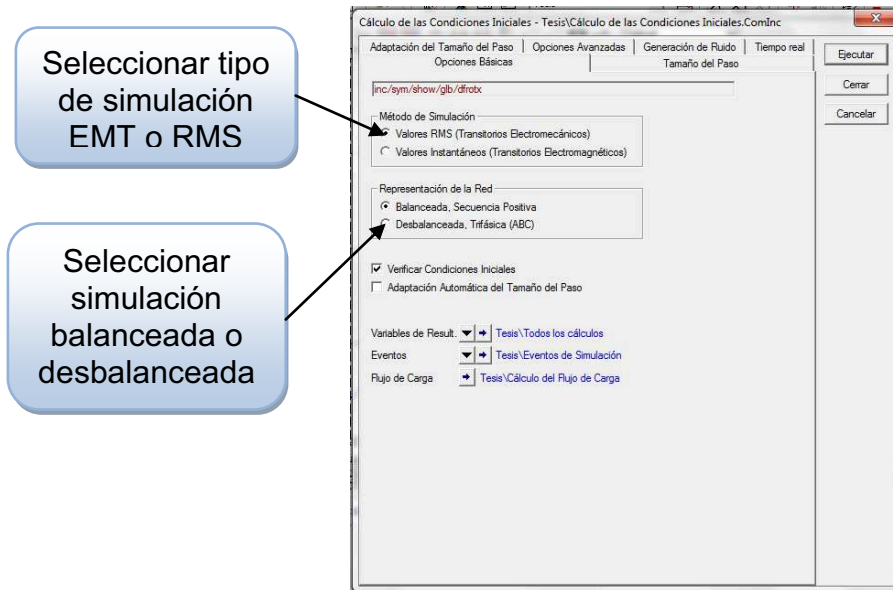 Seleccionar tipo
de simulación
EMT o RMS
Seleccionar
simulación
balanceada o
desbalanceada
Cálculo de las Condiciones Iniciales - Tesis\Cálculo de las Condiciones Iniciales.ComInc
Adaptación del Tamaño del Paso
Opciones Avanzadas
Generación de Ruido
Tiempo real
Opciones Básicas
Tamaño del Paso
Ejecutar
Cerrar
Cancelar
inc/sym/show/glb/dfrotx
Método de Simulación
Valores RMS (Transitorios Electromecánicos)
Valores Instantáneos (Transitorios Electromagnéticos)
Representación de la Red
Balanceada, Secuencia Positiva
Desbalanceada, Trifásica (ABC)
Verificar Condiciones Iniciales
Adaptación Automática del Tamaño del Paso
Variables de Result. Tesis\Todos los cálculos
Eventos Tesis\Eventos de Simulación
Flujo de Carga Tesis\Cálculo del Flujo de Carga